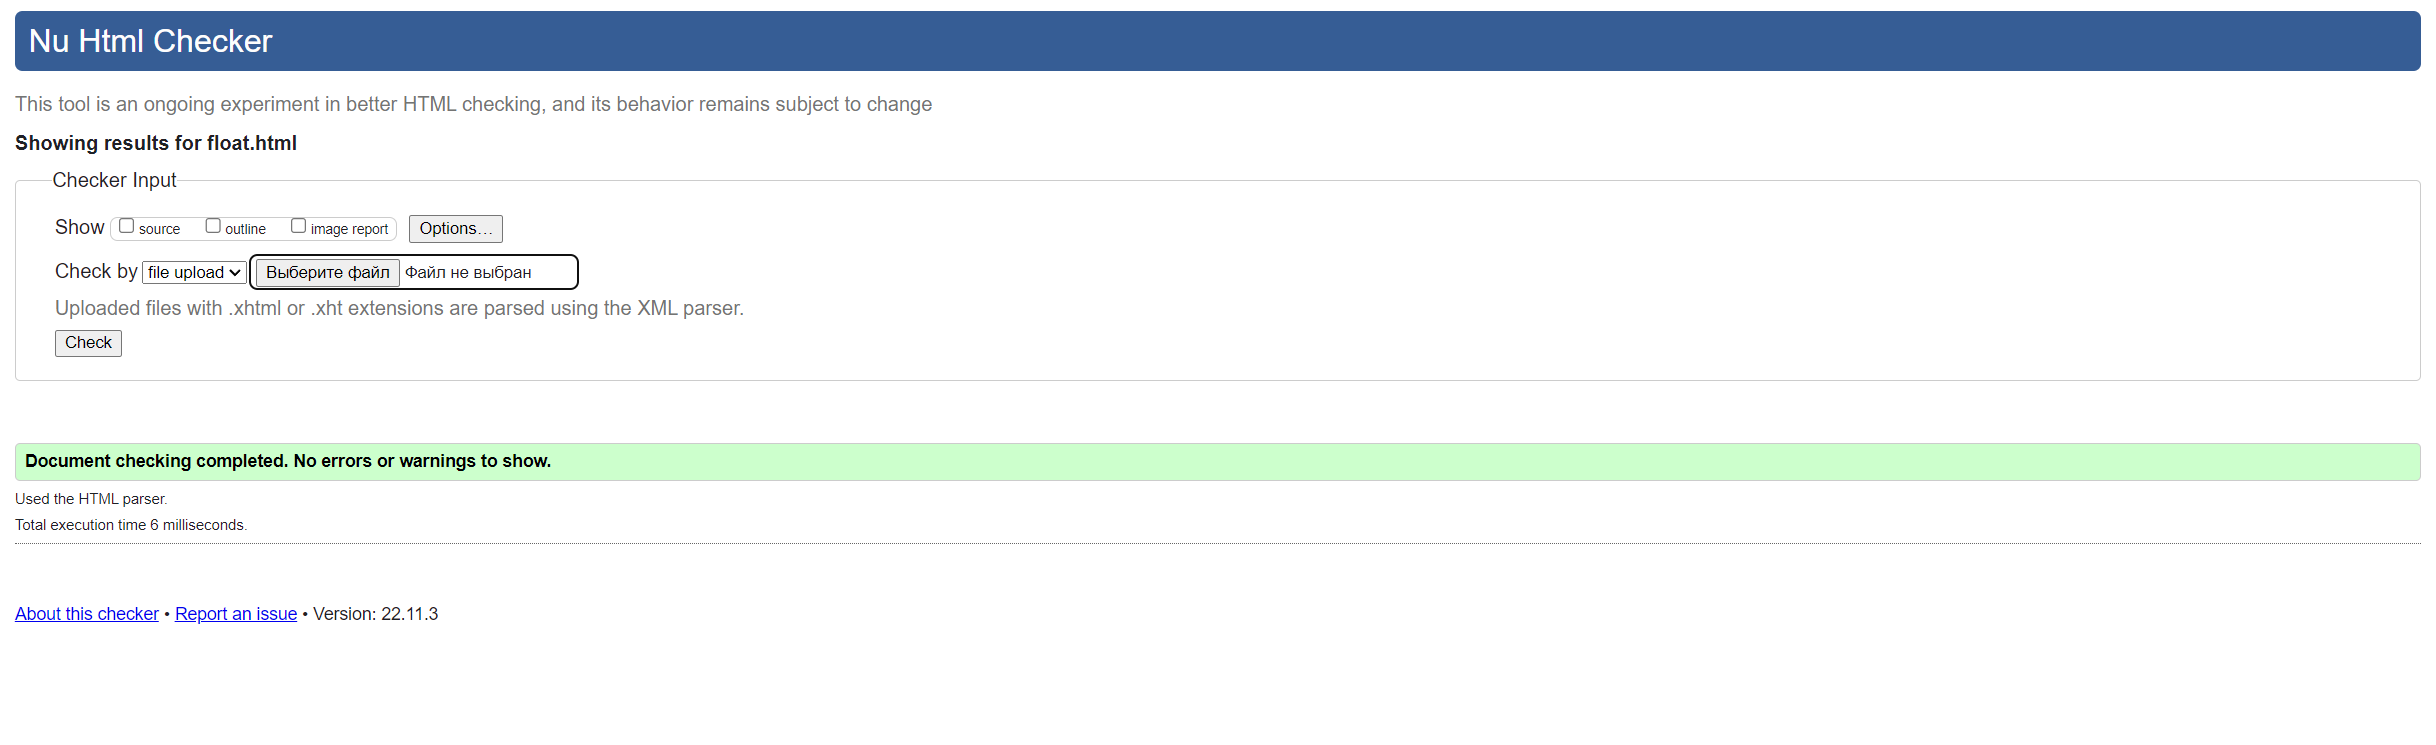 Nu Html Checker
This tool is an ongoing experiment in better HTML checking, and its behavior remains subject to change
Showing results for float.html
Checker Input
Show source outline image report Options…
Check by file upload Выберите файл Файл не выбран
Uploaded files with .xhtml or .xht extensions are parsed using the XML parser.
Check
Document checking completed. No errors or warnings to show.
Used the HTML parser.
Total execution time 6 milliseconds.
About this checker • Report an issue • Version: 22.11.3